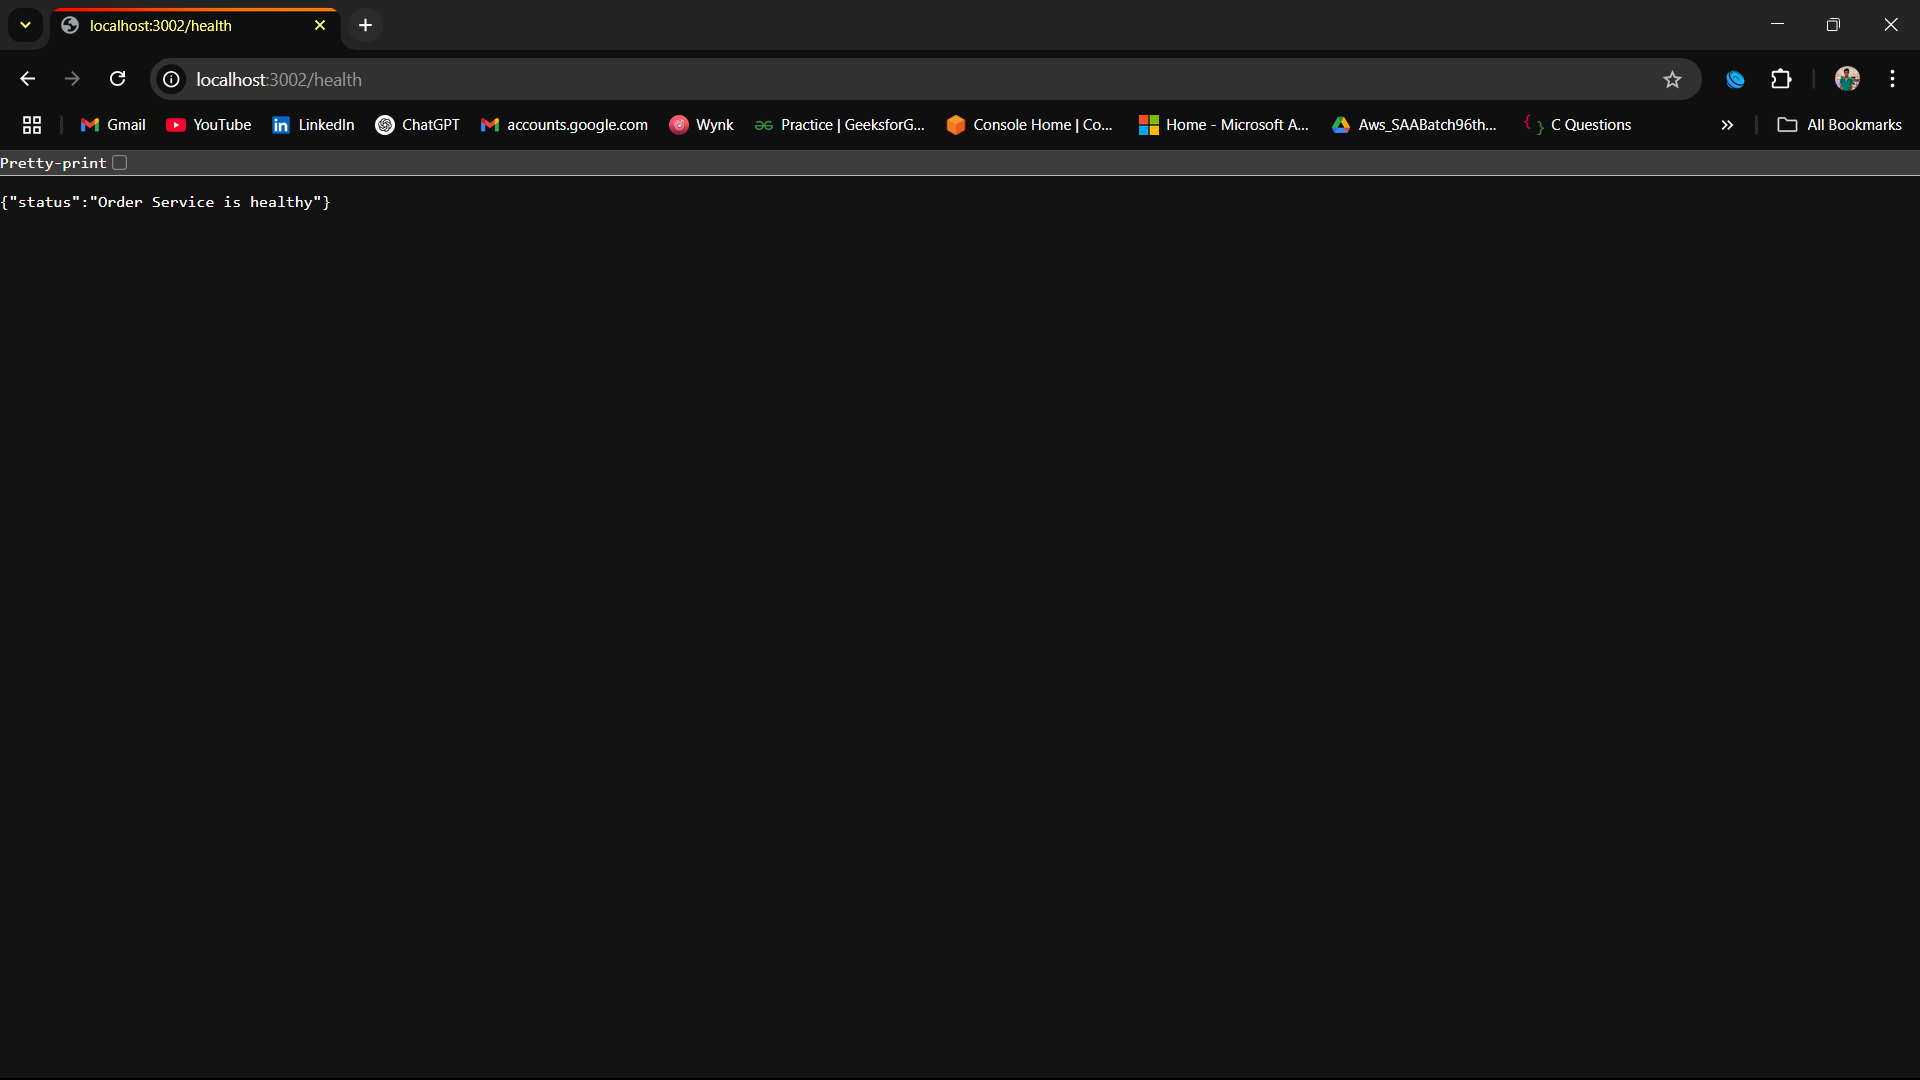 localhost:3002/health
localhost:3002/health
Gmail YouTube LinkedIn ChatGPT accounts.google.com Wynk Practice | GeeksforG... Console Home | Co... Home - Microsoft A... Aws_SAABatch96th... C Questions All Bookmarks
Pretty-print
{"status":"Order Service is healthy"}